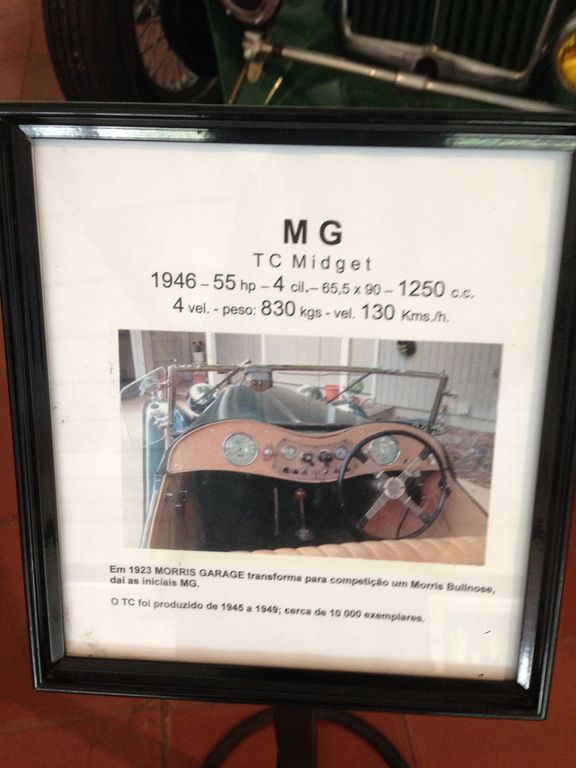 M G
TC Midget
1946 – 55 hp – 4 cil. – 65,5 x 90 – 1250 c.c.
4 vel. - peso: 830 kgs - vel. 130 Kms./h.
Em 1923 MORRIS GARAGE transforma para competição um Morris Bullnose,
daí as iniciais MG.
O TC foi produzido de 1945 a 1949; cerca de 10 000 exemplares.